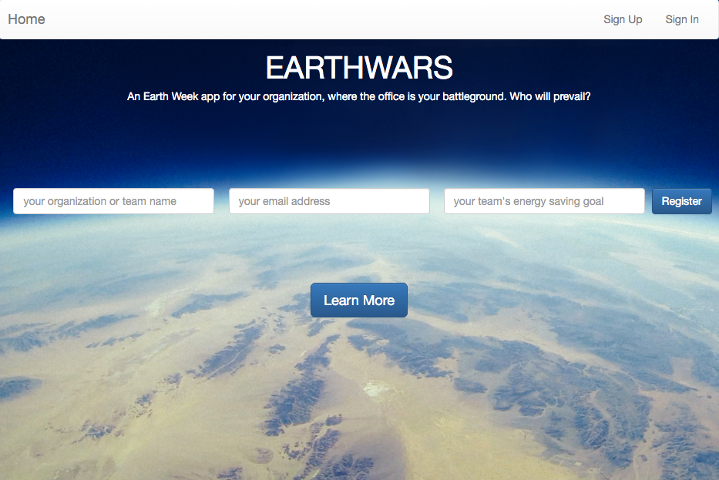 Home Sign Up Sign In
EARTHWARS
An Earth Week app for your organization, where the office is your battleground. Who will prevail?
your organization or team name your email address your team's energy saving goal Register
Learn More